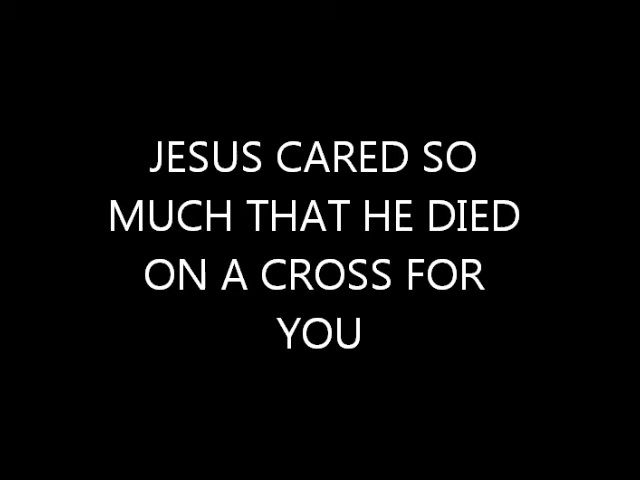 JESUS CARED SO
MUCH THAT HE DIED
ON A CROSS FOR
YOU